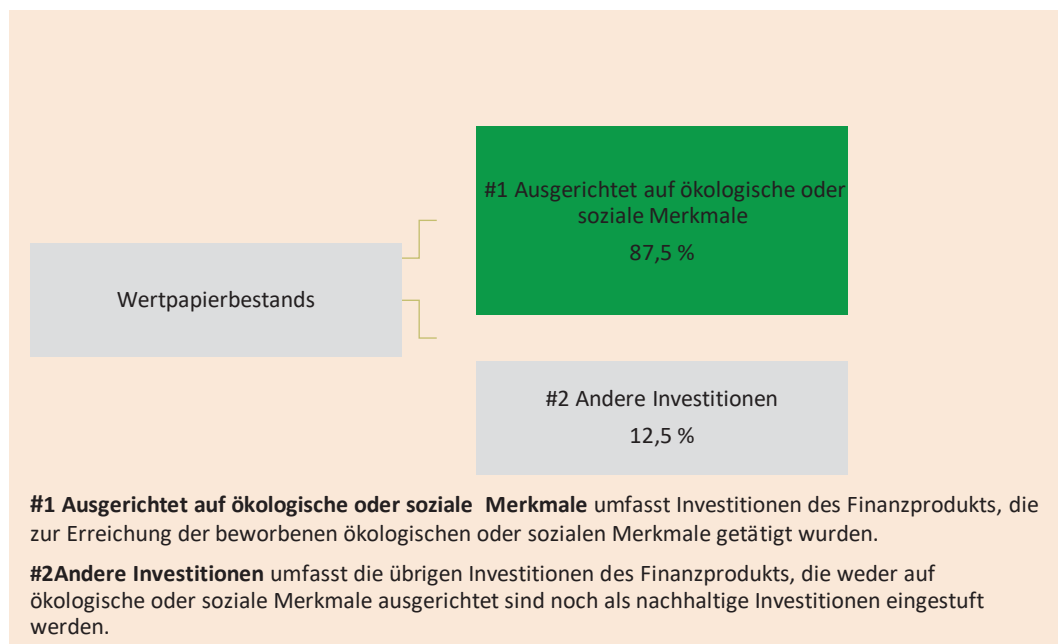 #1 Ausgerichtet auf ökologische oder
soziale Merkmale
87,5 %
Wertpapierbestands
#2 Andere Investitionen
12,5 %
#1 Ausgerichtet auf ökologische oder soziale Merkmale umfasst Investitionen des Finanzprodukts, die
zur Erreichung der beworbenen ökologischen oder sozialen Merkmale getätigt wurden.
#2Andere Investitionen umfasst die übrigen Investitionen des Finanzprodukts, die weder auf
ökologische oder soziale Merkmale ausgerichtet sind noch als nachhaltige Investitionen eingestuft
werden.